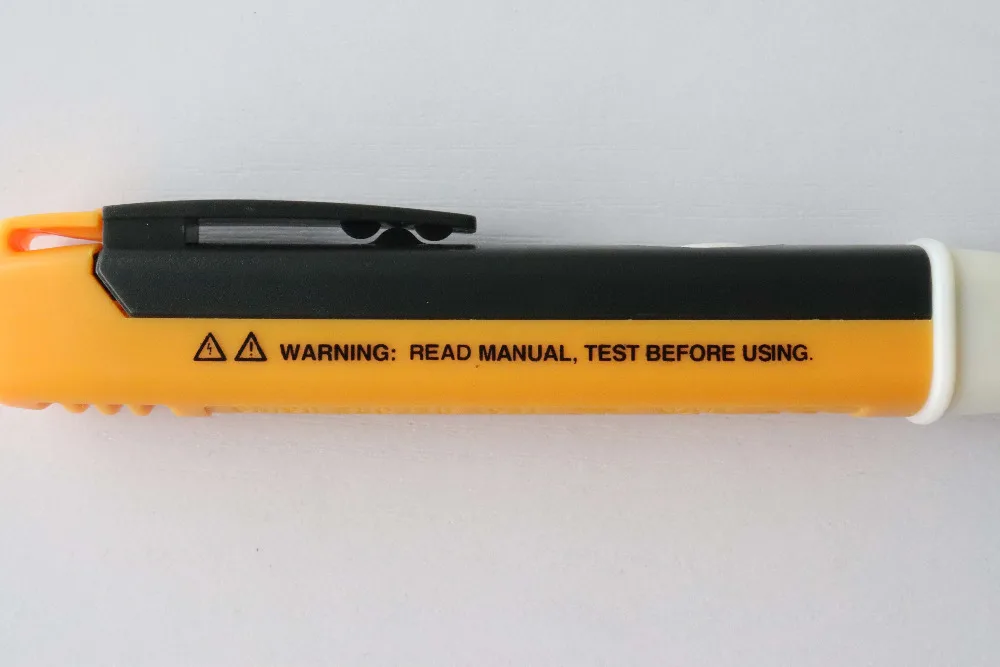 WARNING: READ MANUAL, TEST BEFORE USING.